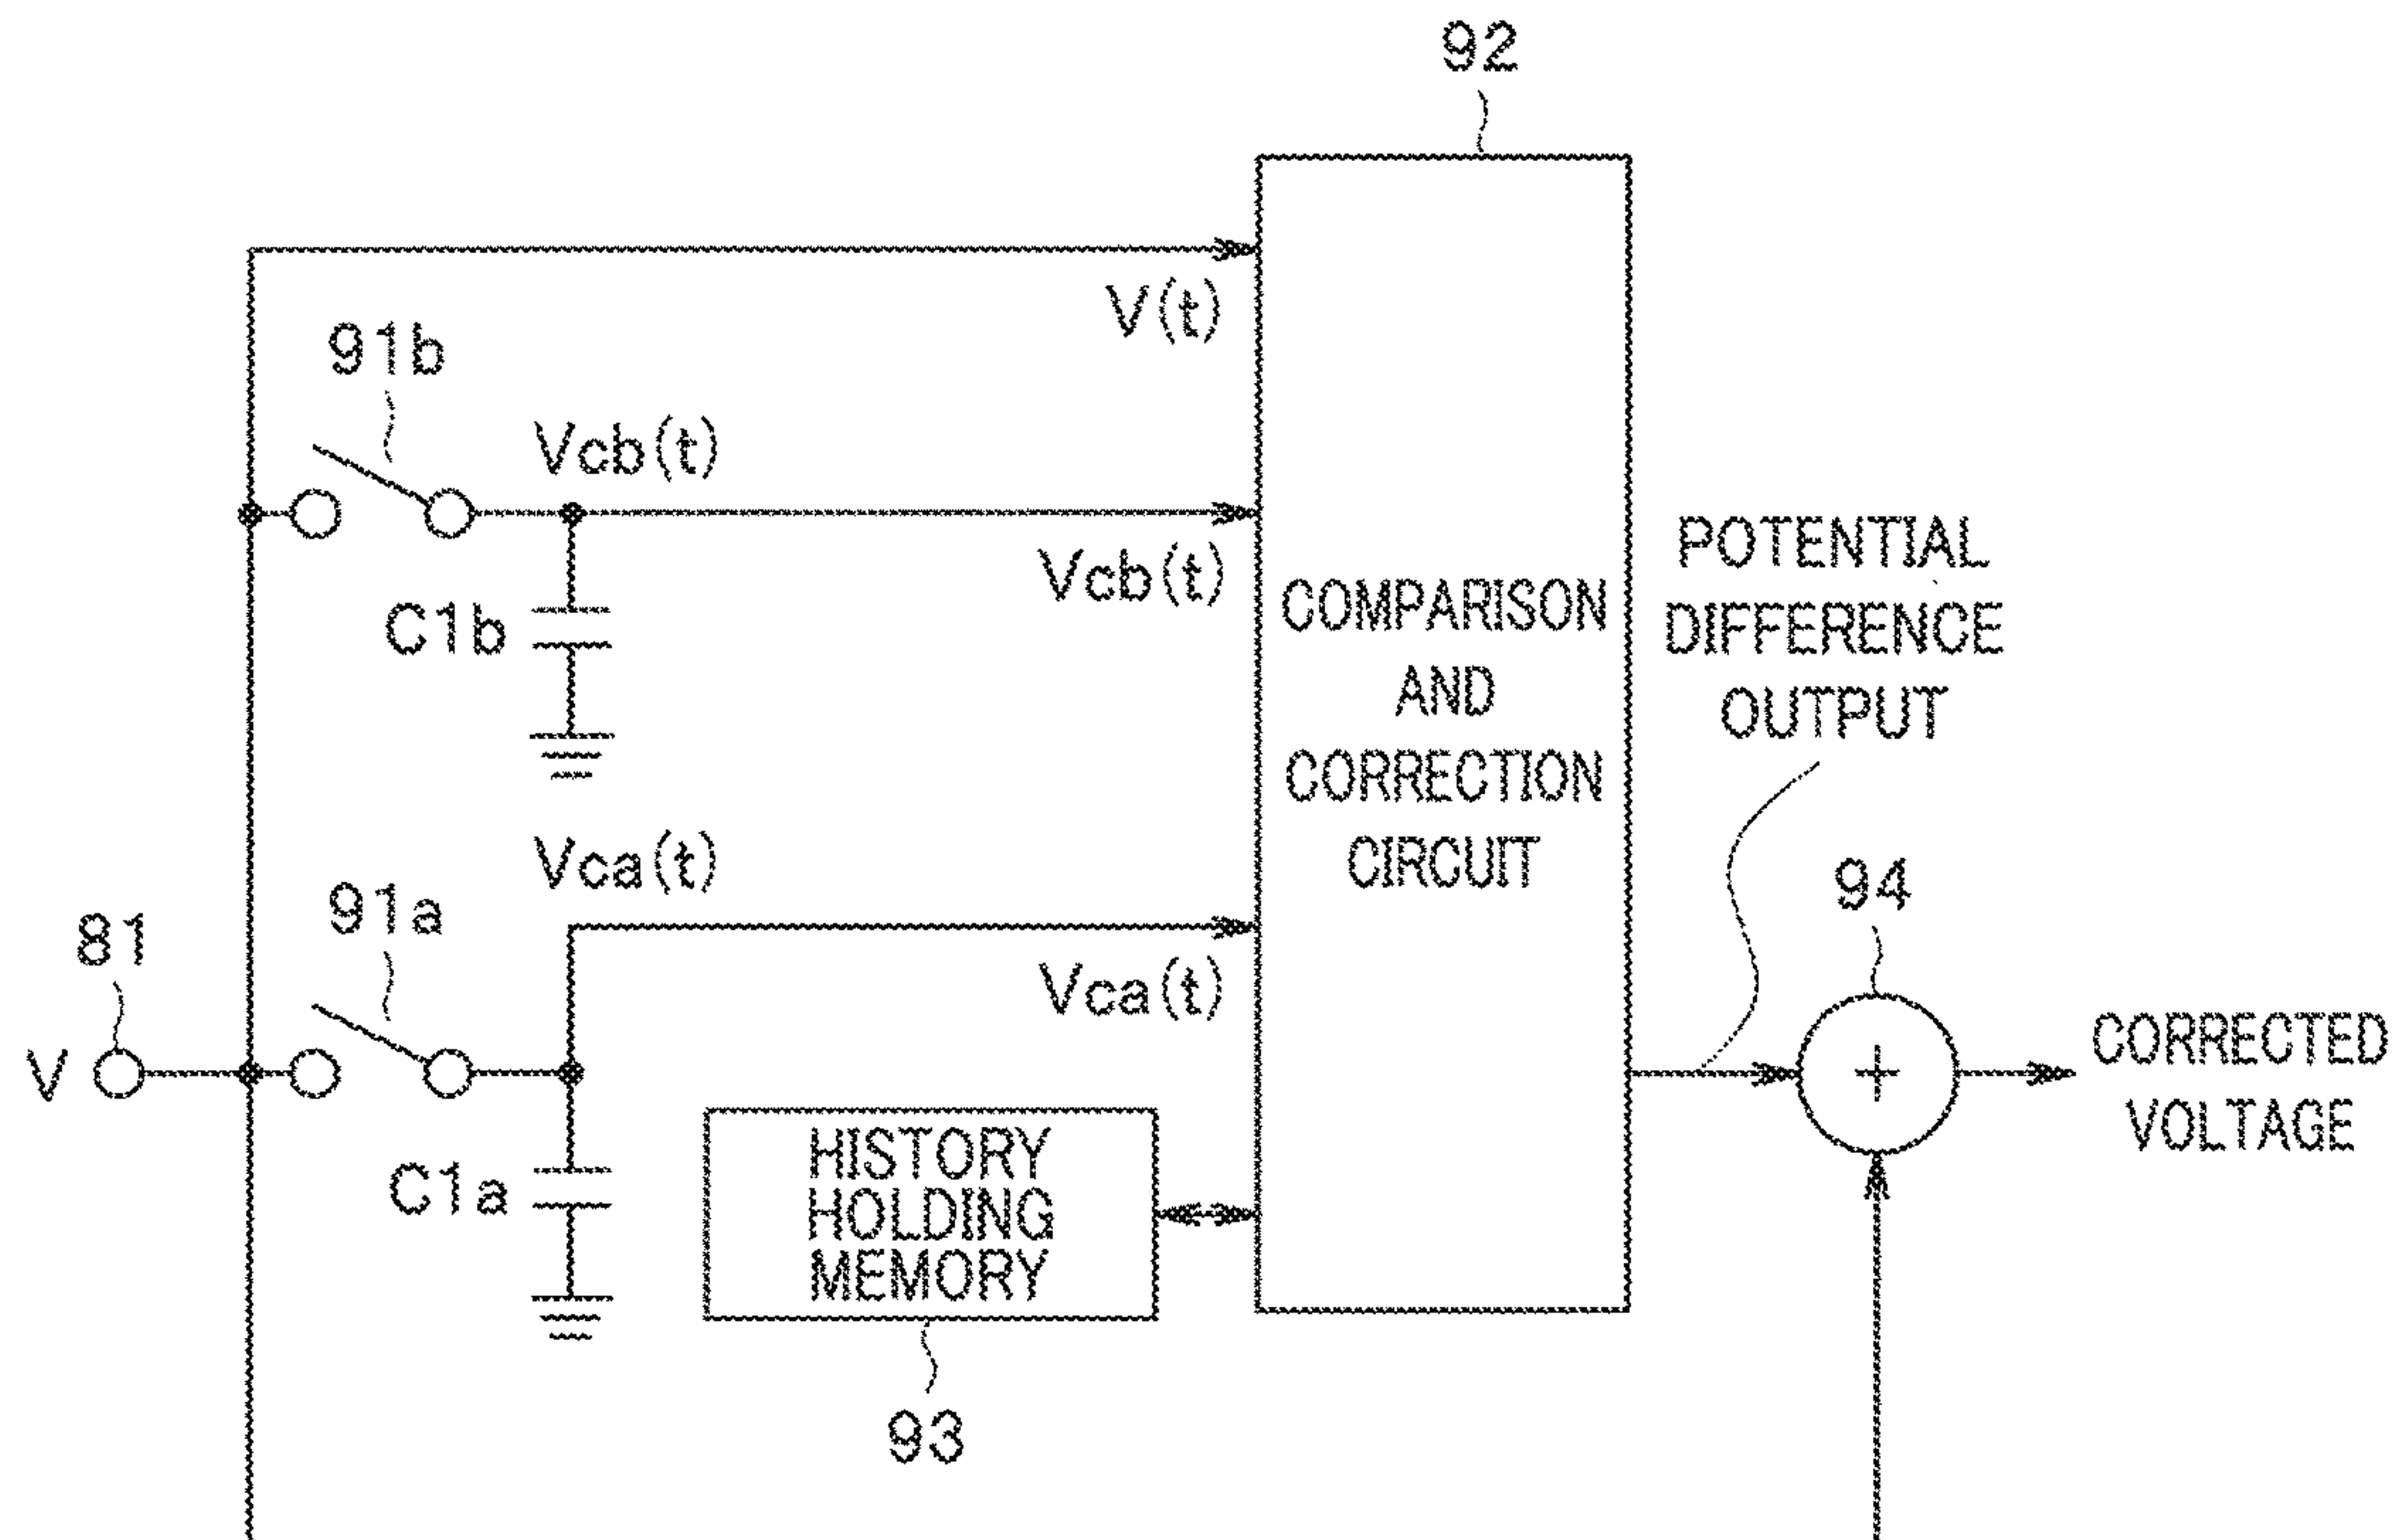 92
V(t)
91b
Vcb(t)
Vcb(t)
C1b
COMPARISON
AND
CORRECTION
CIRCUIT
POTENTIAL
DIFFERENCE
OUTPUT
Vca(t)
91a
81
94
Vca(t)
V
CORRECTED
VOLTAGE
C1a
HISTORY
HOLDING
MEMORY
93
+